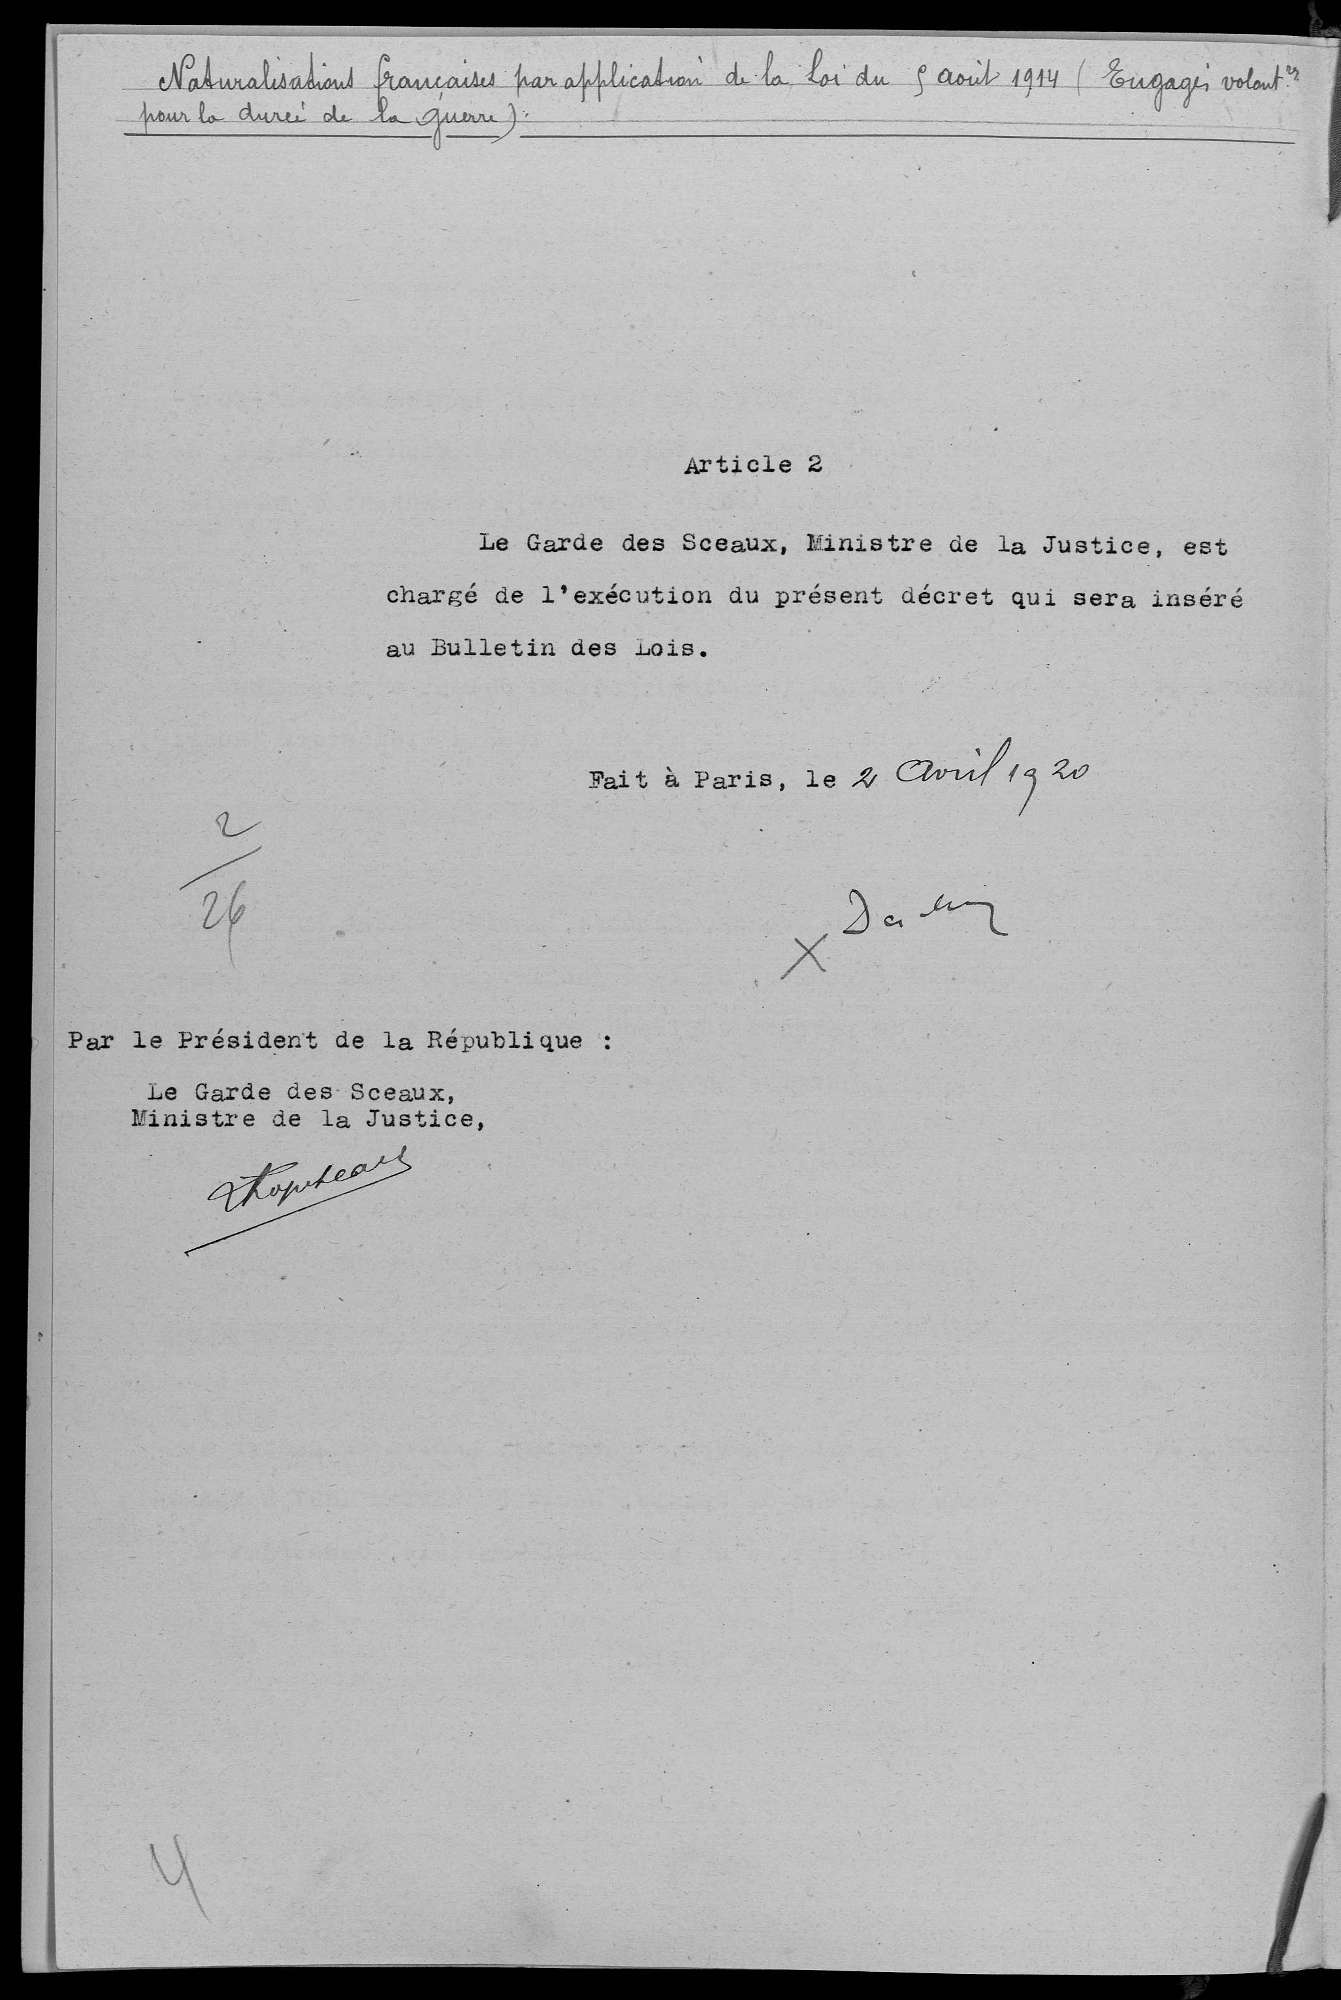 Naturalisations françaises par application de la loi du 5 août 1914 ( Engagés volont.res
pour la durée de la guerre).
Article 2
Le Garde des Sceaux, Ministre de la Justice, est
chargé de l'exécution du présent décret qui sera inséré
au Bulletin des Lois.
Fait à Paris, le 2 Avril 1920
2
26
X
Par le Président de la République :
Le Garde des Sceaux,
Ministre de la Justice,
4